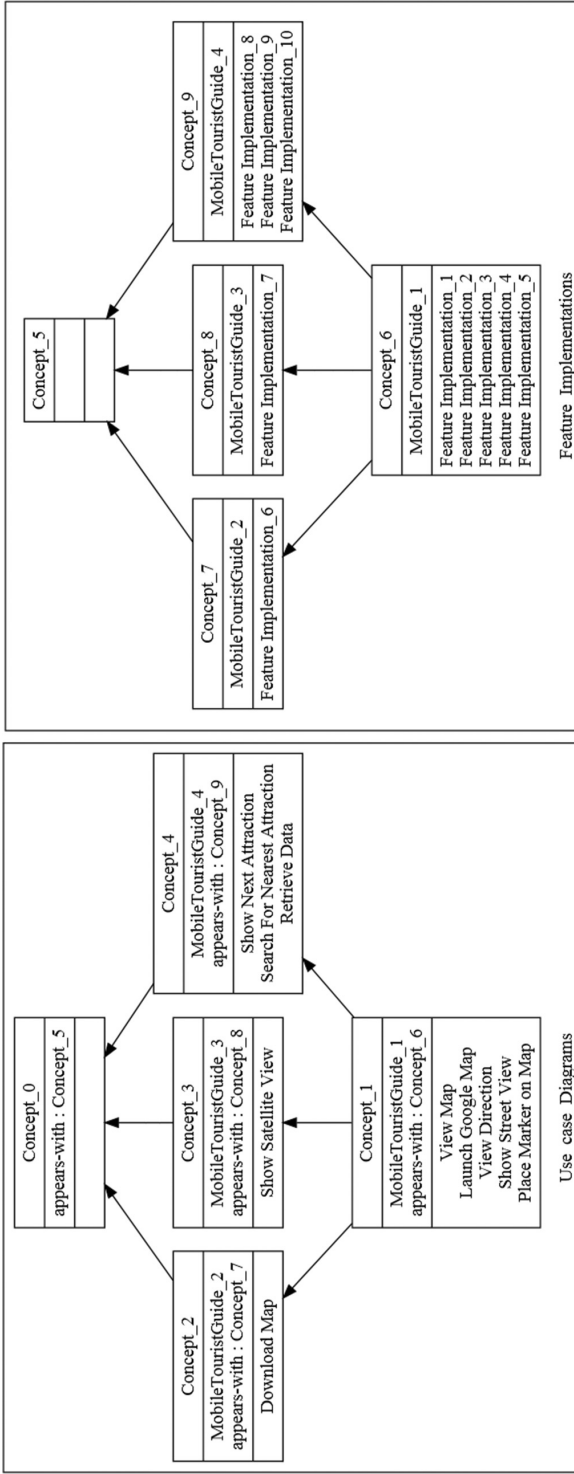 Concept_0
appears-with : Concept_5
Concept_2
MobileTouristGuide_2
appears-with : Concept_7
Download Map
Concept_3
MobileTouristGuide_3
appears-with : Concept_8
Show Satellite View
Concept_4
MobileTouristGuide_4
appears-with : Concept_9
Show Next Attraction
Search For Nearest Attraction
Retrieve Data
Concept_1
MobileTouristGuide_1
appears-with : Concept_6
View Map
Launch Google Map
View Direction
Show Street View
Place Marker on Map
Use case Diagrams
Concept_5
Concept_7
MobileTouristGuide_2
Feature Implementation_6
Concept_8
MobileTouristGuide_3
Feature Implementation_7
Concept_9
MobileTouristGuide_4
Feature Implementation_8
Feature Implementation_9
Feature Implementation_10
Concept_6
MobileTouristGuide_1
Feature Implementation_1
Feature Implementation_2
Feature Implementation_3
Feature Implementation_4
Feature Implementation_5
Feature Implementations